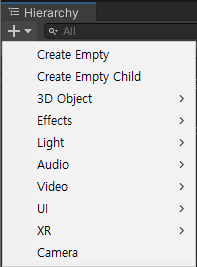 Hierarchy
All
Create Empty
Create Empty Child
3D Object
Effects
Light
Audio
Video
UI
XR
Camera